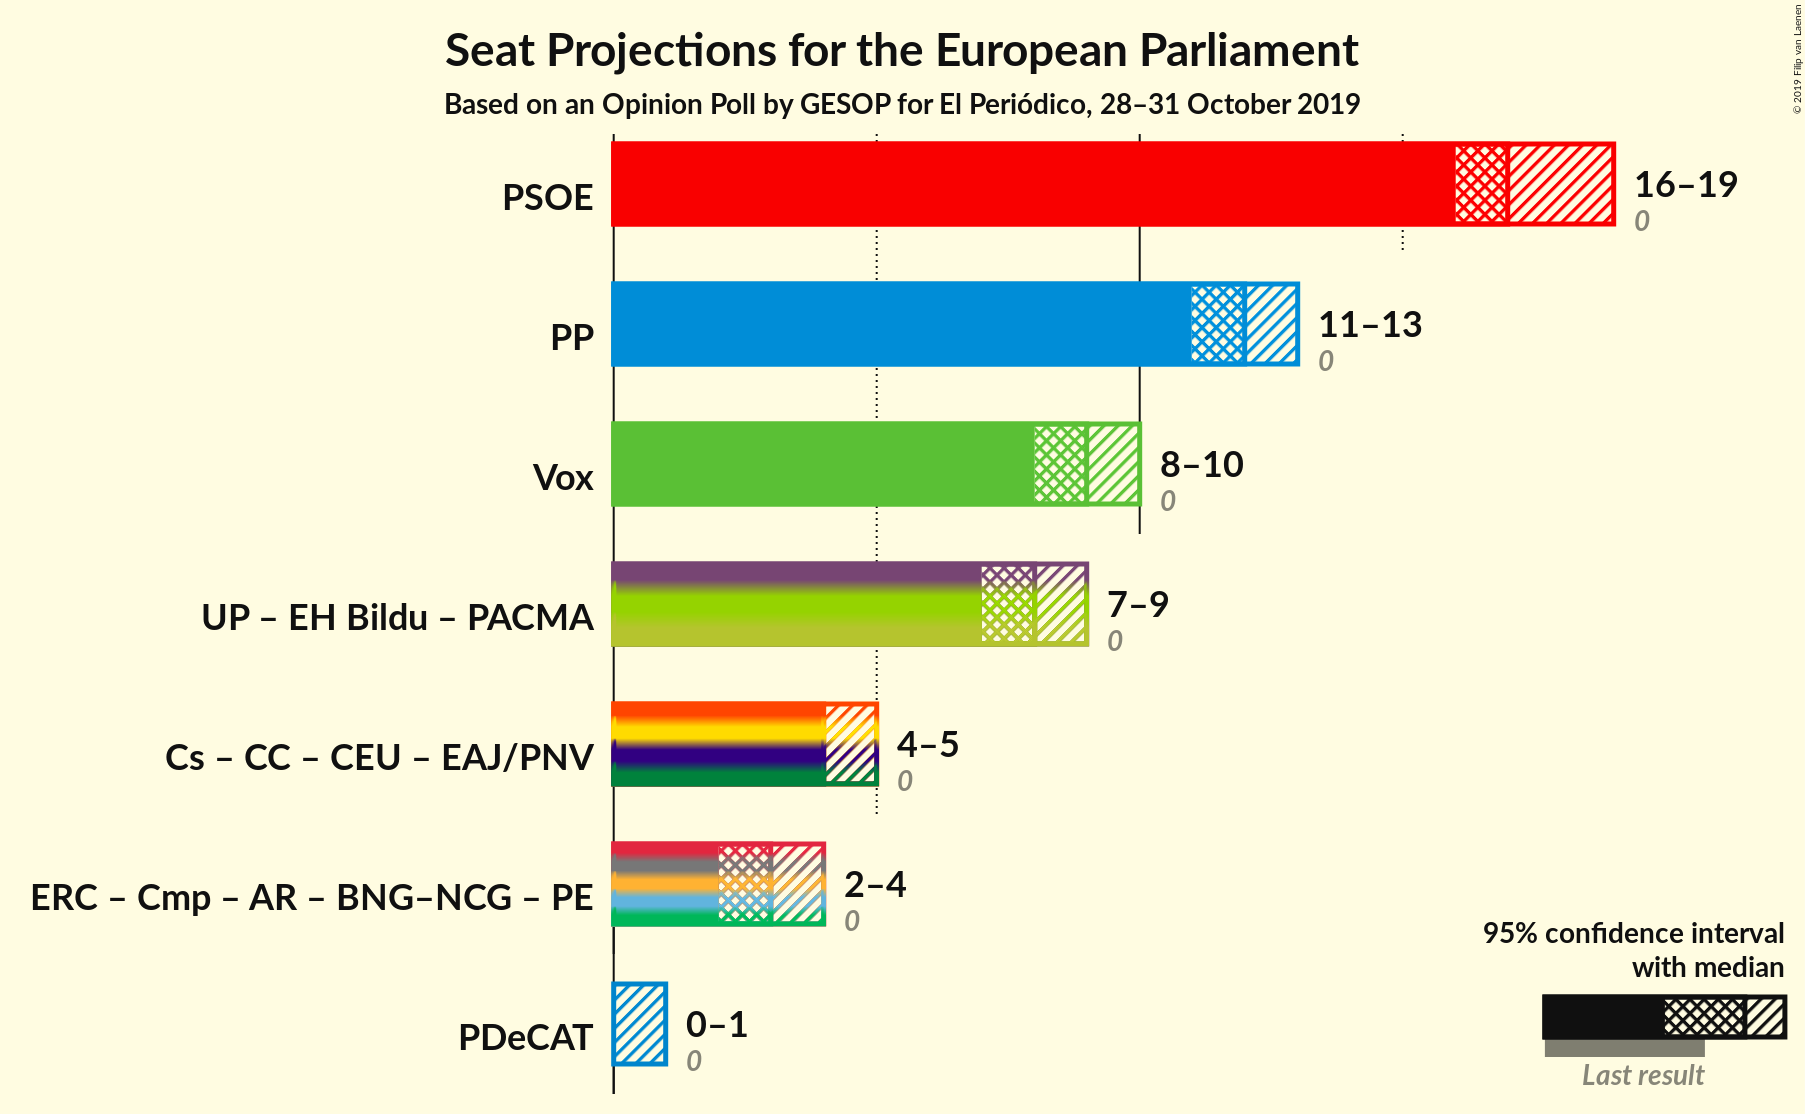 Seat Projections for the European Parliament
Based on an Opinion Poll by GESOP for El Periódico, 28–31 October 2019
© 2019 Filip van Laenen
PSOE
16–19
0
PP
11–13
0
Vox
8–10
0
UP – EH Bildu – PACMA
7–9
0
Cs – CC – CEU – EAJ/PNV
4–5
0
ERC – Cmp – AR – BNG–NCG – PE
2–4
0
PDeCAT
0–1
0
95% confidence interval
with median
Last result